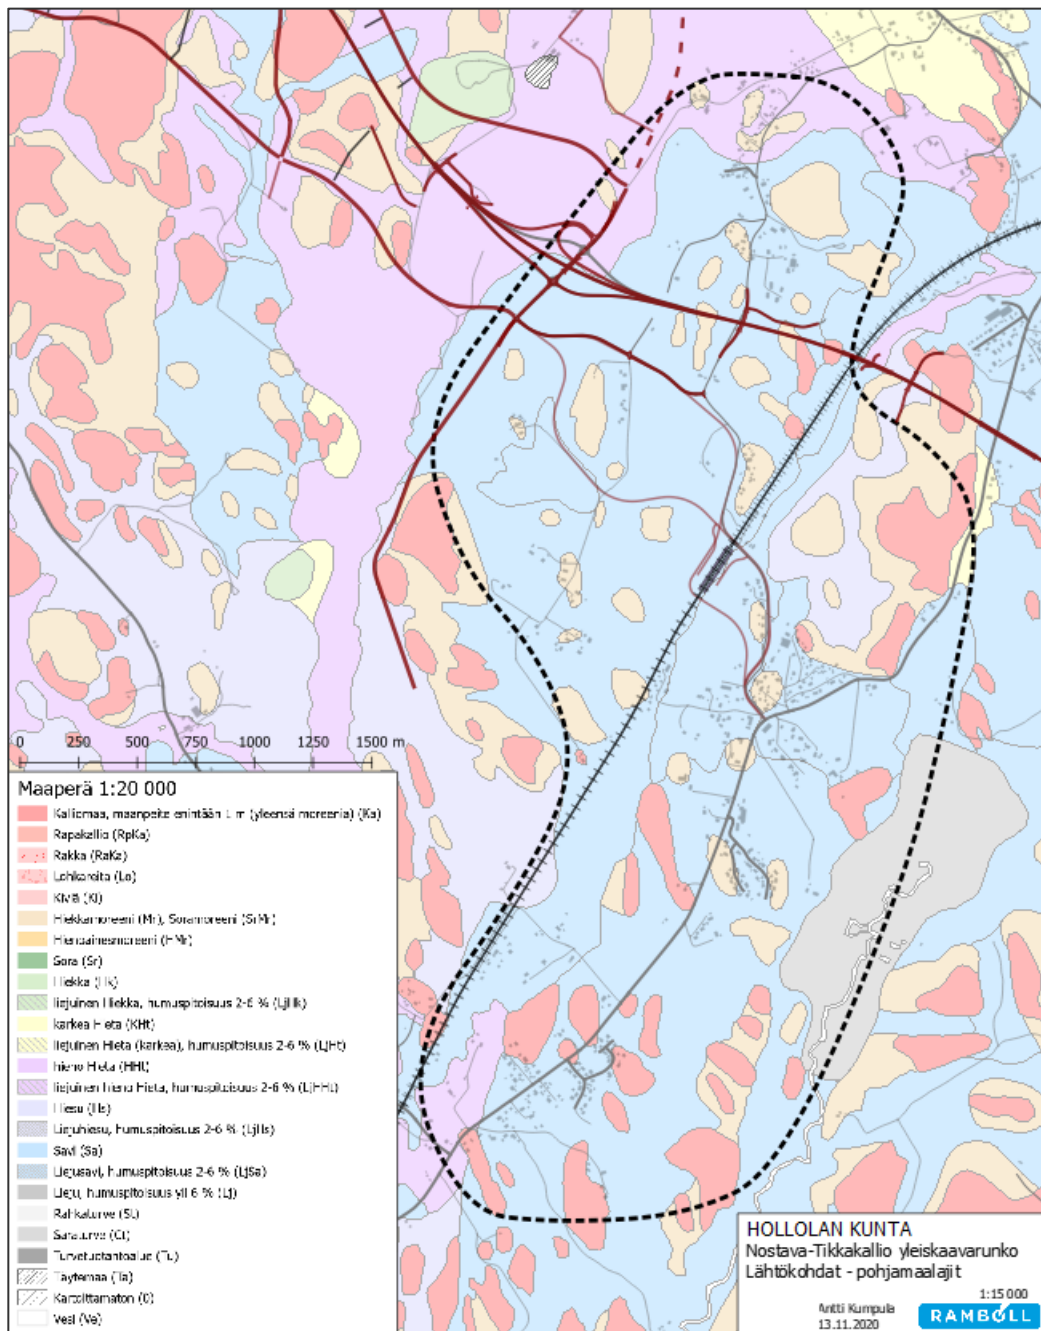 0 250 500 750 1000 1250 1500 m
Maaperä 1:20 000
Kalliomaa, maanpeite enintään 1 m (yleensä moreenia) (Ka)
Rapakallio (RpKa)
Rakka (RaKa)
Lohkareita (Lo)
Kiviä (Ki)
Hiekkamoreeni (Mr), Soramoreeni (SrMr)
Hienoainesmoreeni (HMr)
Sora (Sr)
Hiekka (Hk)
liejuinen Hiekka, humuspitoisuus 2-6 % (LjHk)
karkea Hieta (KHt)
liejuinen Hieta (karkea), humuspitoisuus 2-6 % (LjHt)
hieno Hieta (HHt)
liejuinen hieno Hieta, humuspitoisuus 2-6 % (LjHHt)
Hiesu (Hs)
Liejuhiesu, humuspitoisuus 2-6 % (LjHs)
Savi (Sa)
Liejusavi, humuspitoisuus 2-6 % (LjSa)
Lieju, humuspitoisuus yli 6 % (Lj)
Rahkaturve (St)
Saraturve (Ct)
Turvetuotantoalue (Tu)
Täytemaa (Ta)
Kartoittamaton (0)
Vesi (Ve)
HOLLOLAN KUNTA
Nostava-Tikkakallio yleiskaavarunko
Lähtökohdat - pohjamaalajit
1:15 000
Antti Kumpula
13.11.2020
RAMBOLL